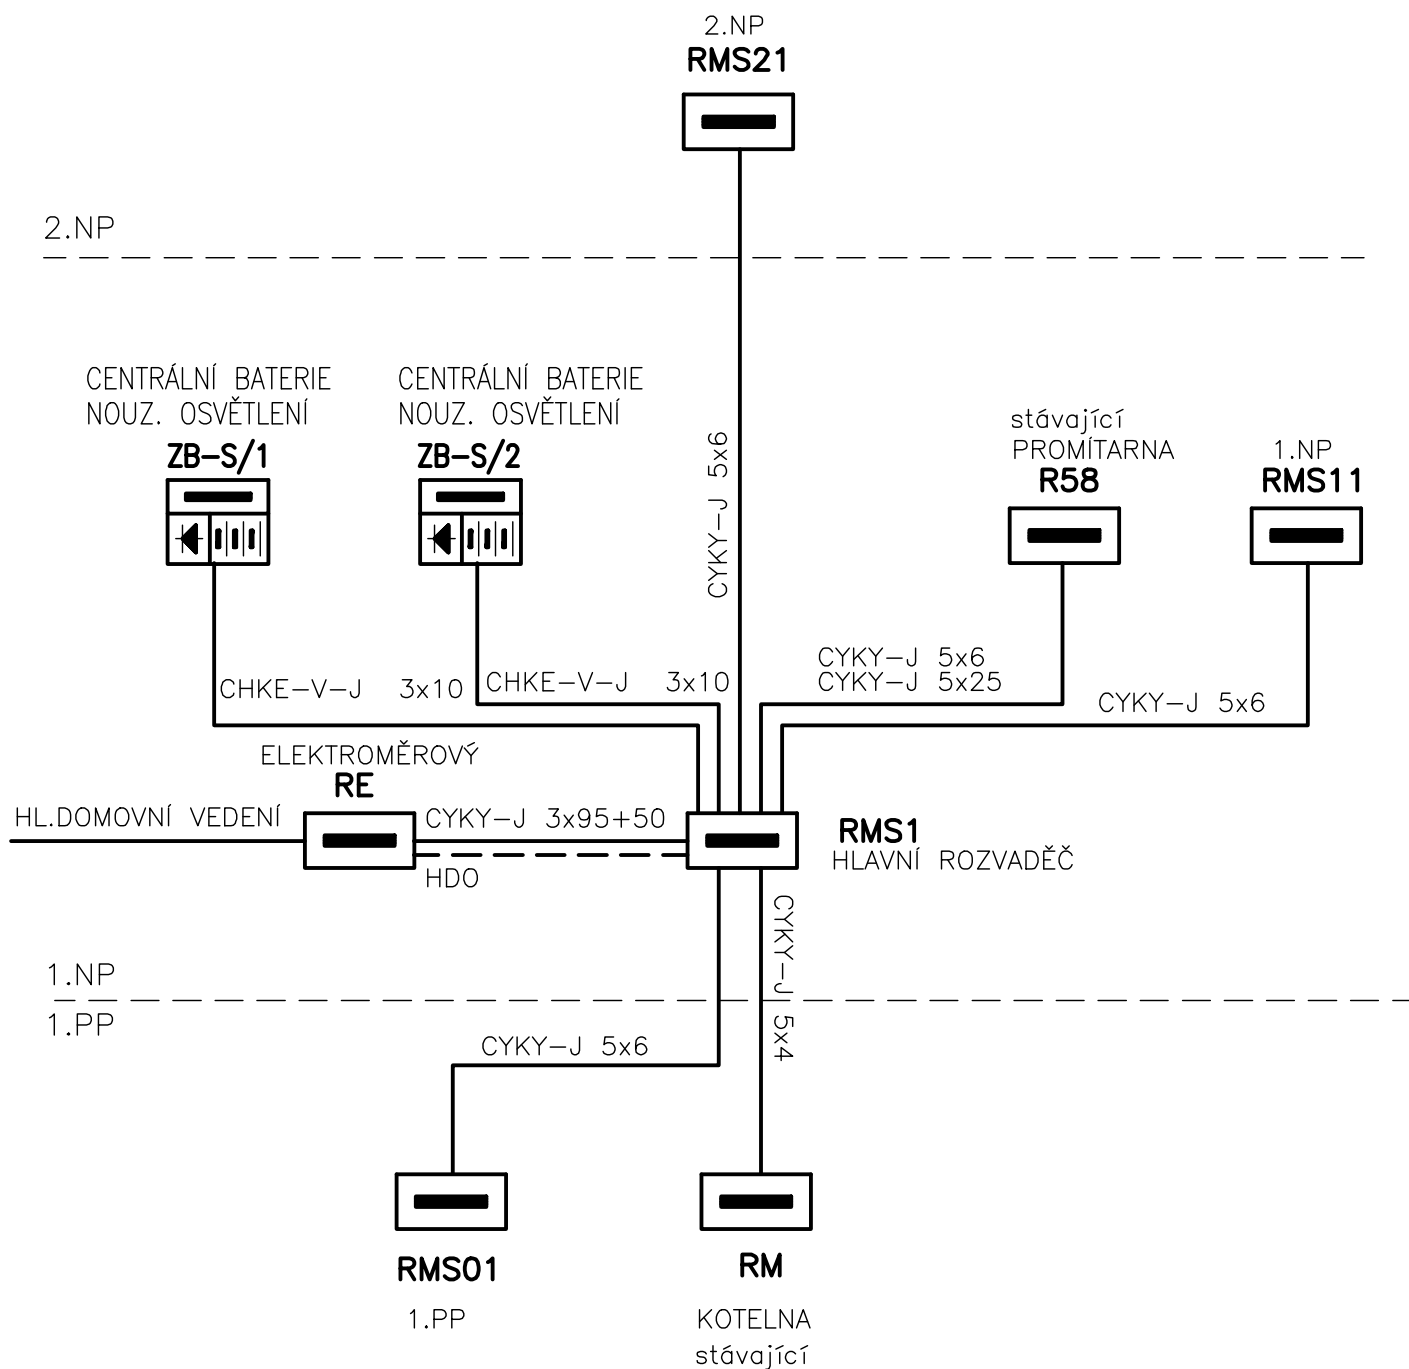 2.NP
RMS21
2.NP
CENTRÁLNÍ BATERIE
NOUZ. OSVĚTLENÍ
ZB-S/1
CENTRÁLNÍ BATERIE
NOUZ. OSVĚTLENÍ
ZB-S/2
CYKY-J 5x6
stávající
PROMÍTARNA
R58
1.NP
RMS11
CHKE-V-J 3x10
CHKE-V-J 3x10
CYKY-J 5x6
CYKY-J 5x25
CYKY-J 5x6
ELEKTROMĚROVÝ
RE
HL.DOMOVNÍ VEDENÍ
CYKY-J 3x95+50
HDO
RMS1
HLAVNÍ ROZVADĚČ
CYKY-J 5x4
1.NP
1.PP
CYKY-J 5x6
RMS01
1.PP
RM
KOTELNA
stávající